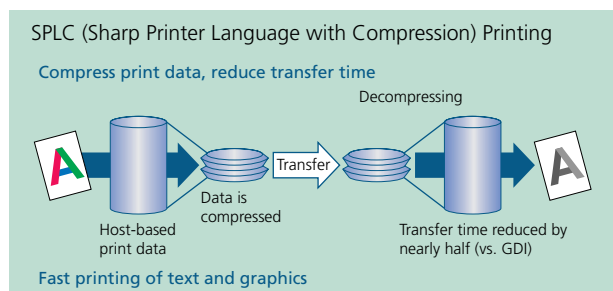 SPLC (Sharp Printer Language with Compression) Printing
Compress print data, reduce transfer time
Decompressing
A
Transfer
A
Data is
compressed
Host-based
print data
Transfer time reduced by
nearly half (vs. GDI)
Fast printing of text and graphics